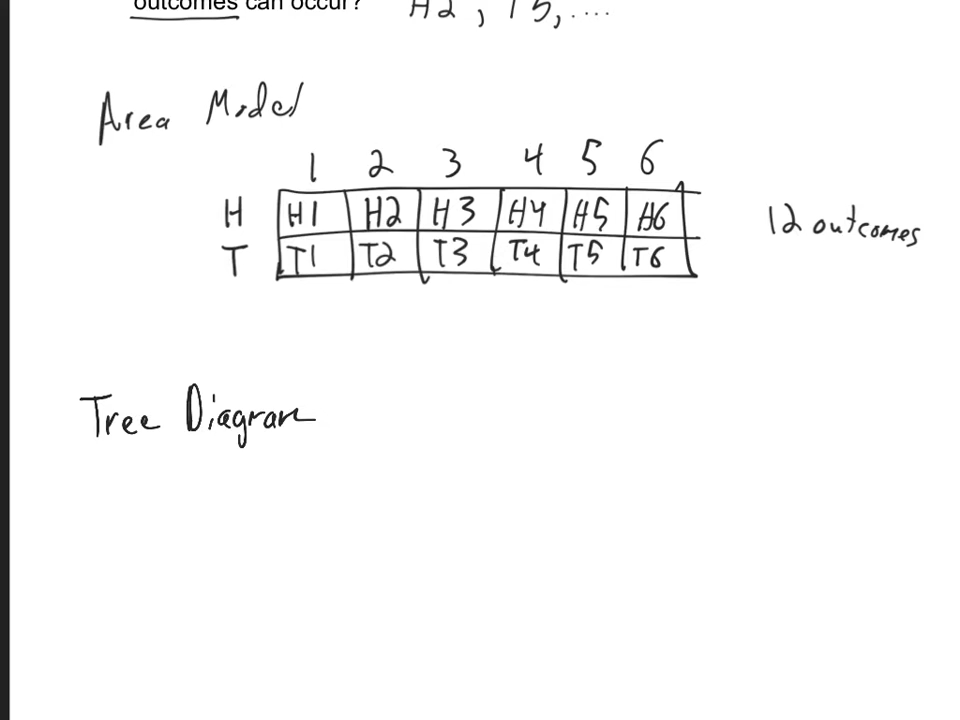 outcomes can occur? H2, T5, ....
Area Model
1 2 3 4 5 6
H H1 H2 H3 H4 H5 H6 12 outcomes
T T1 T2 T3 T4 T5 T6
Tree Diagram